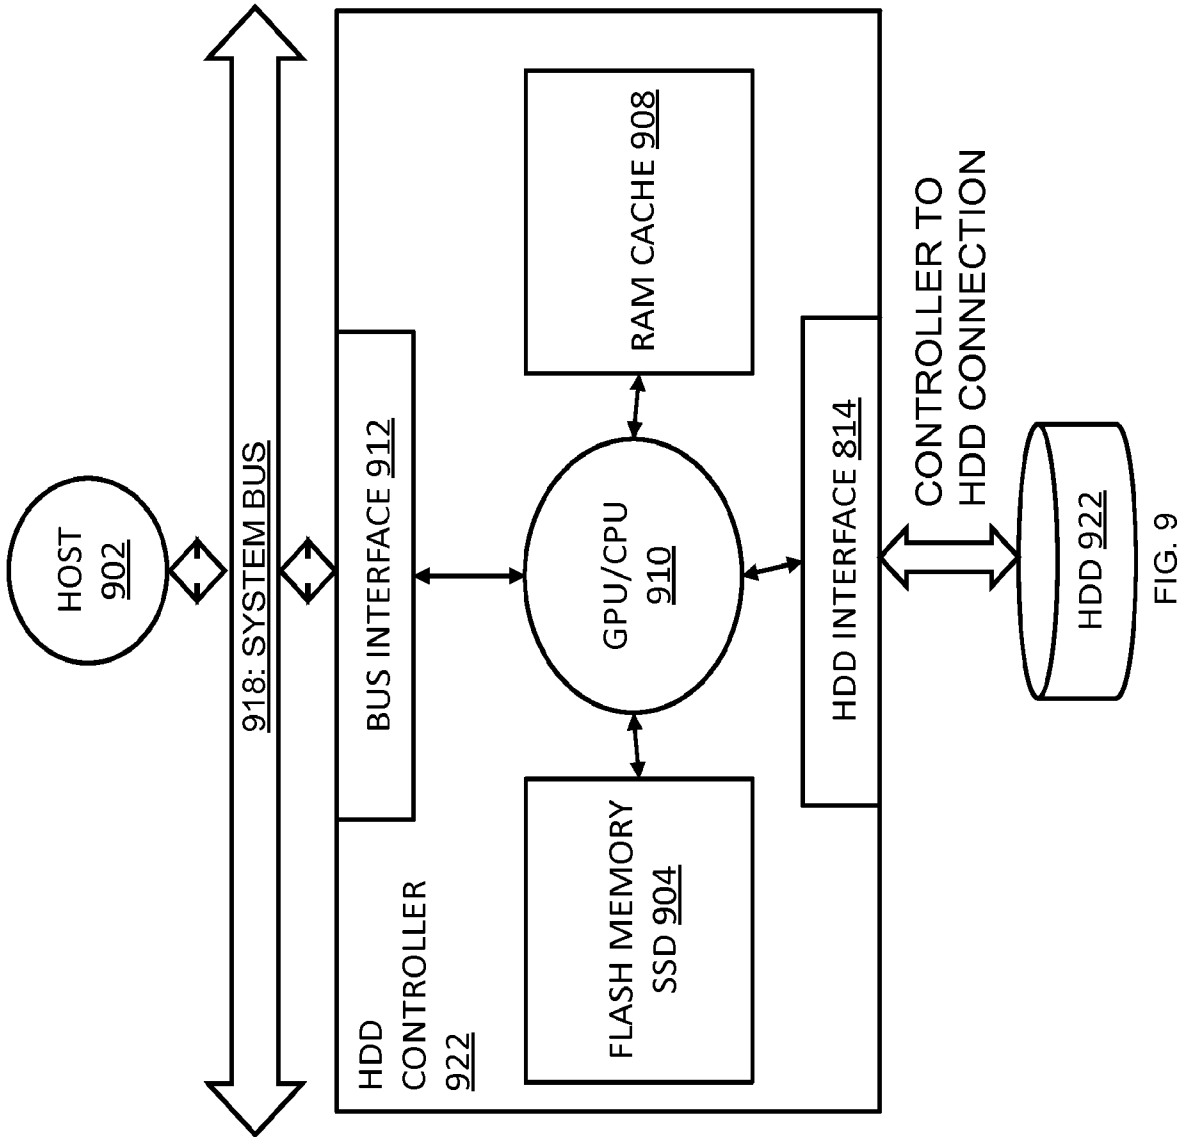 HOST
902
918: SYSTEM BUS
HDD
CONTROLLER
922
BUS INTERFACE 912
FLASH MEMORY
SSD 904
GPU/CPU
910
RAM CACHE 908
HDD INTERFACE 814
CONTROLLER TO
HDD CONNECTION
HDD 922
FIG. 9